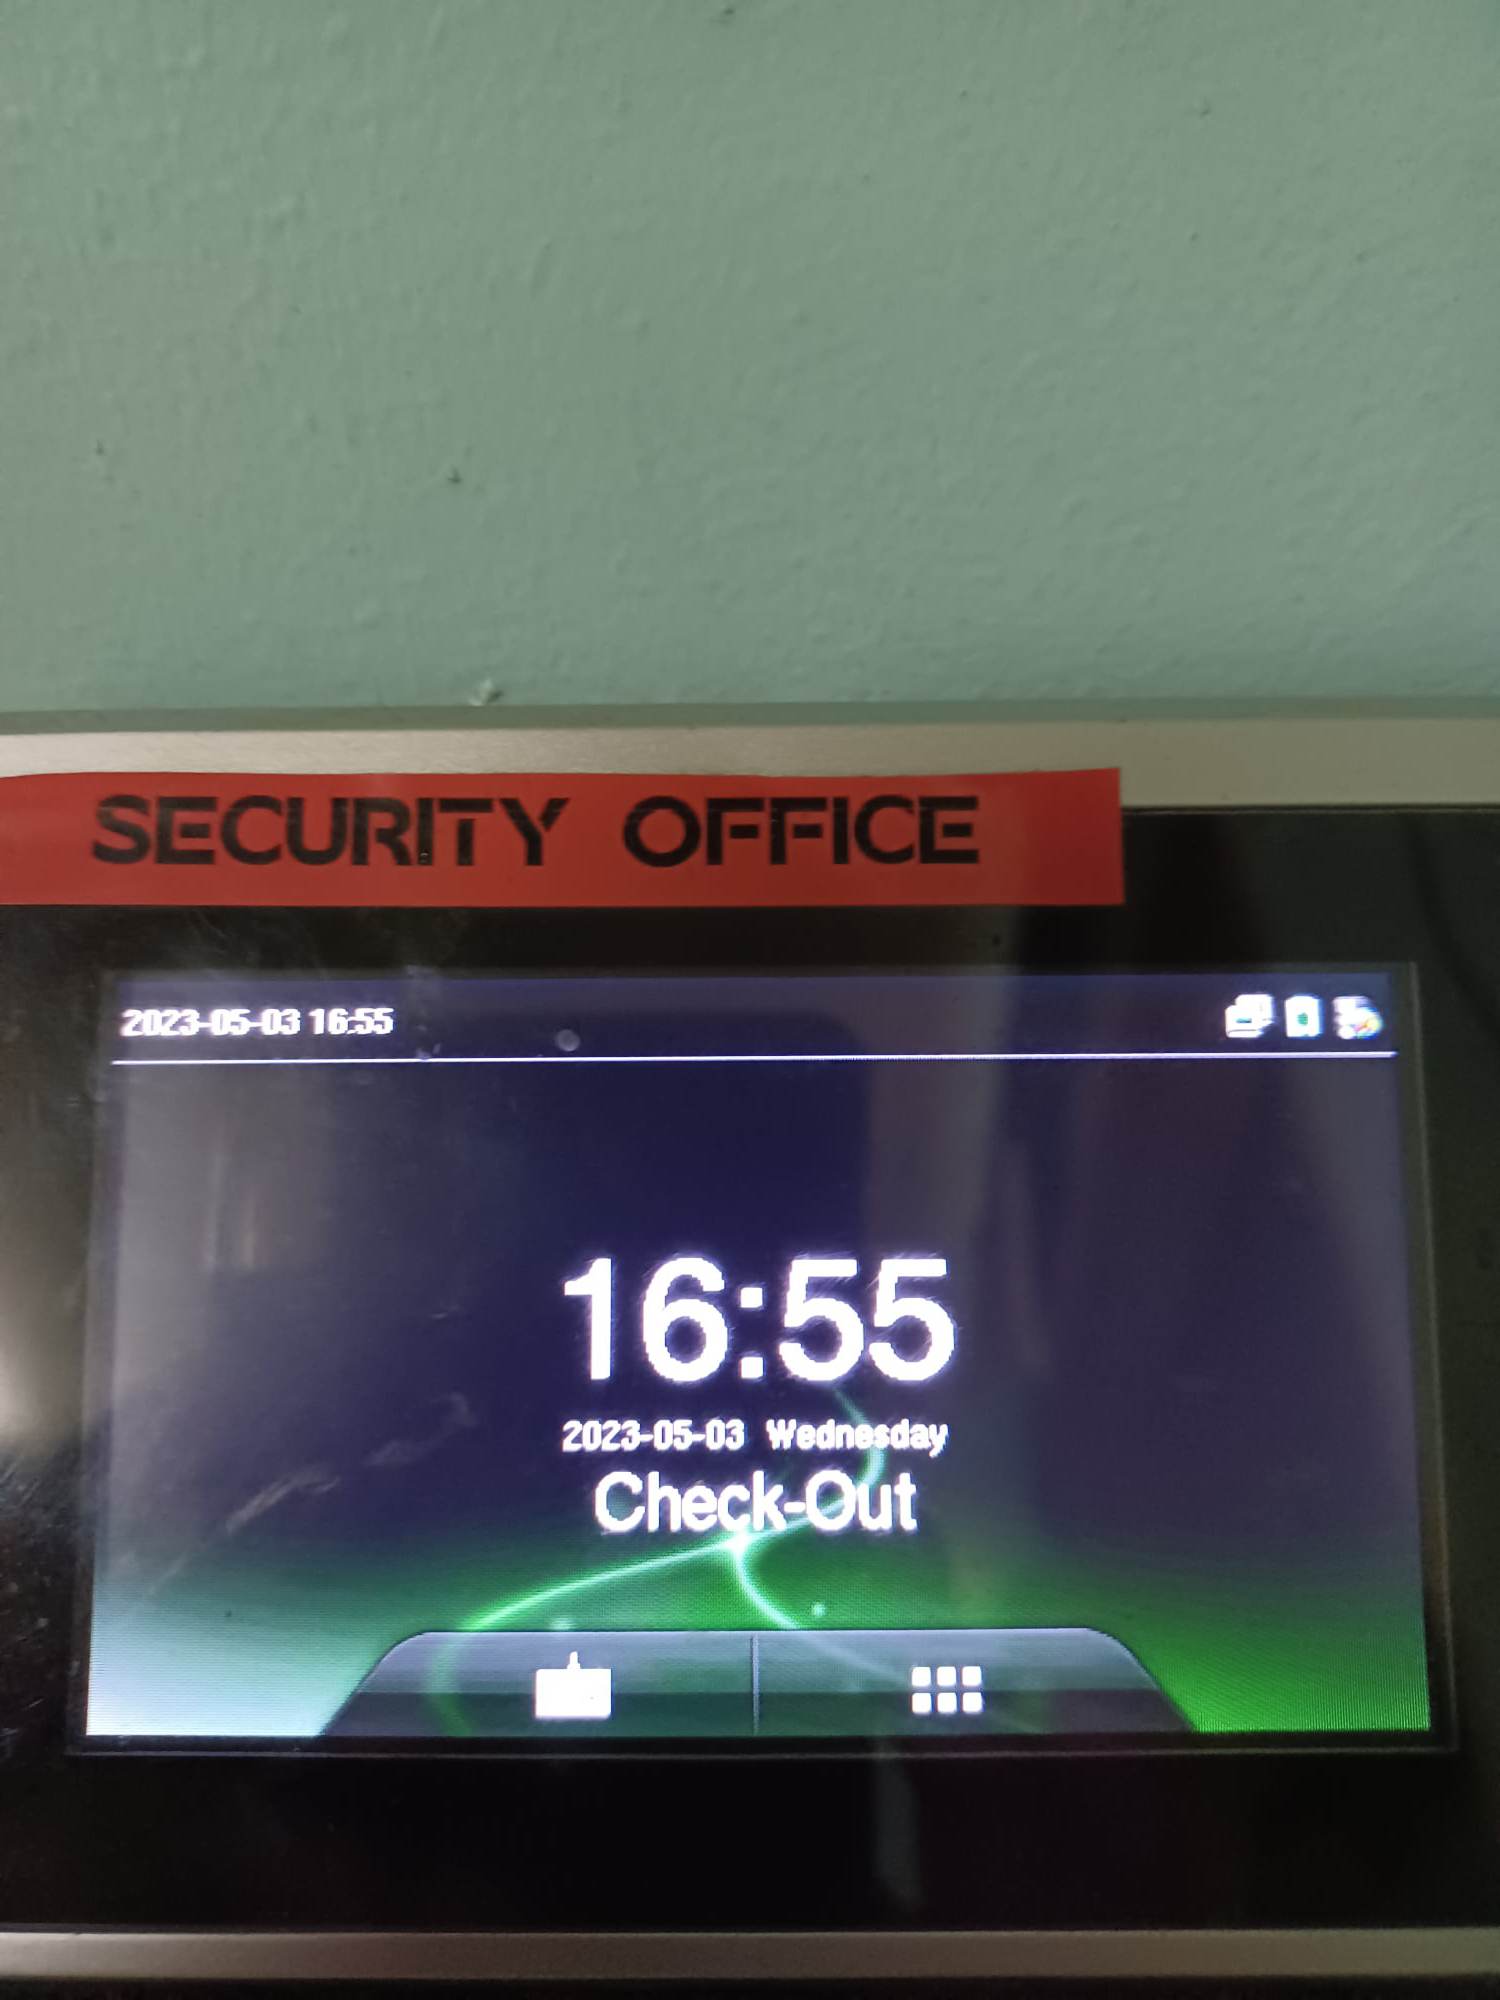 SECURITY OFFICE
2023-05-03 16:55
16:55
2023-05-03 Wednesday
Check-Out